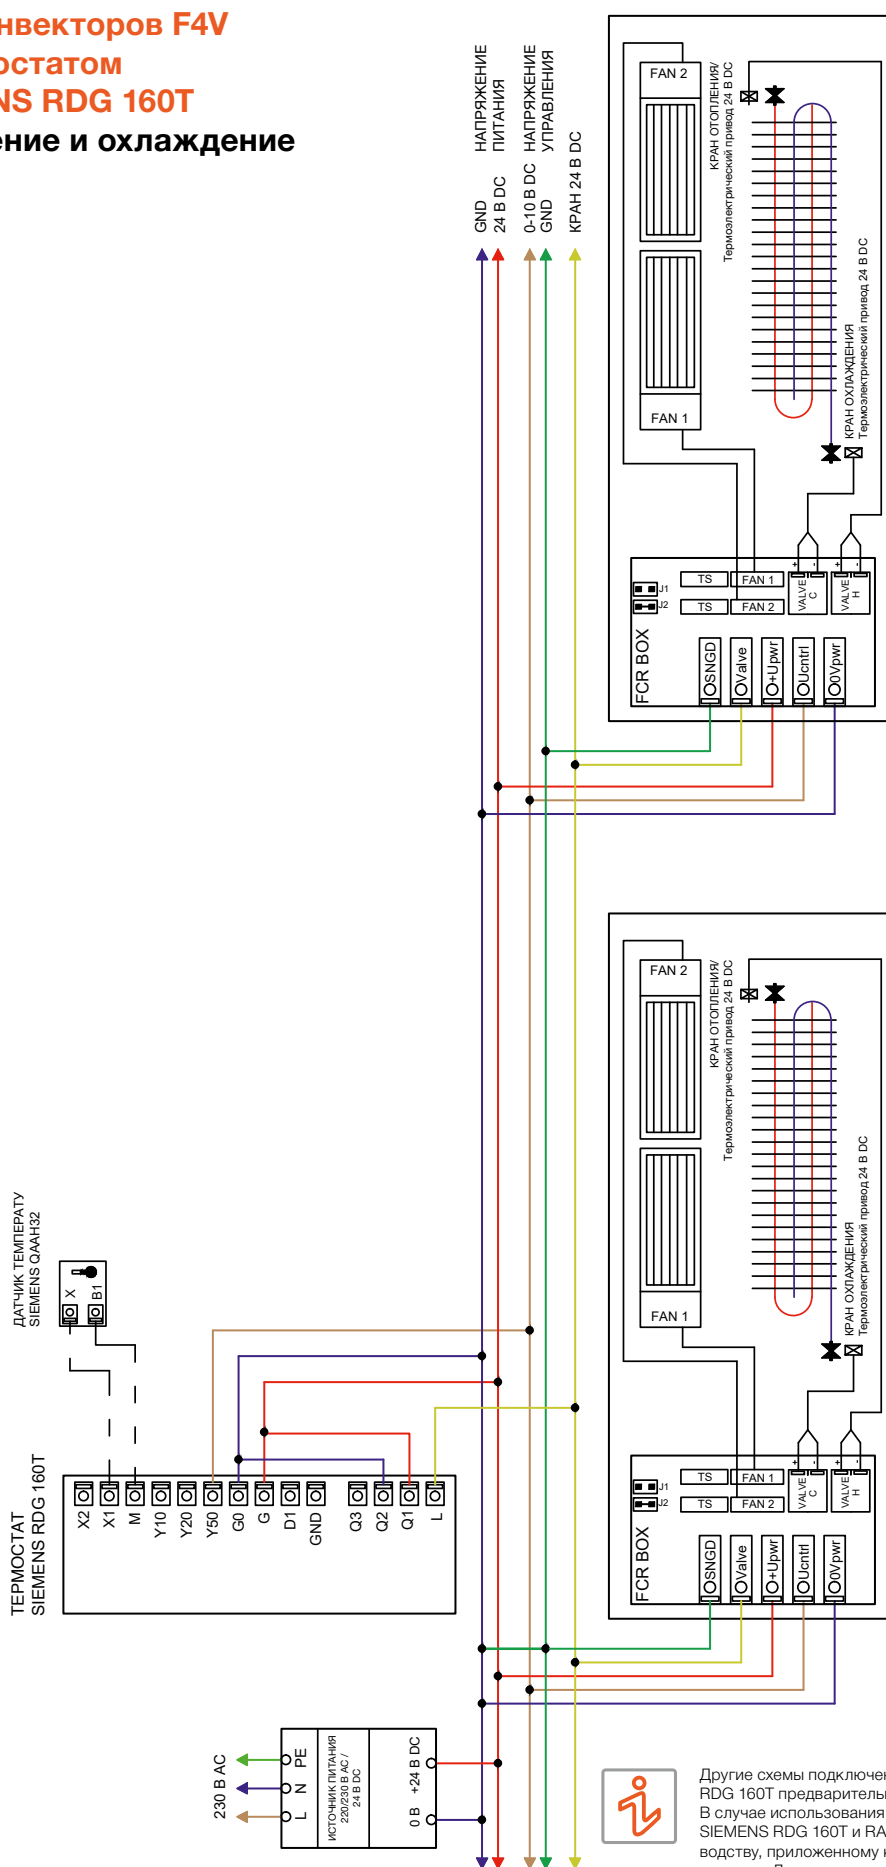 нвекторов F4V
остатом
NS RDG 160T
ение и охлаждение
GND
24 В DC
НАПРЯЖЕНИЕ
ПИТАНИЯ
0-10 В DC
GND
НАПРЯЖЕНИЕ
УПРАВЛЕНИЯ
КРАН 24 В DC
FAN 2
FAN 1
КРАН ОТОПЛЕНИЯ/
Термоэлектрический привод 24 В DC
КРАН ОХЛАЖДЕНИЯ
Термоэлектрический привод 24 В DC
FCR BOX
J1
J2
TS
FAN 1
TS
FAN 2
VALVE
C
+
-
VALVE
H
+
-
SNGD
Valve
+Upwr
Ucntrl
0Vpwr
FAN 2
FAN 1
КРАН ОТОПЛЕНИЯ/
Термоэлектрический привод 24 В DC
КРАН ОХЛАЖДЕНИЯ
Термоэлектрический привод 24 В DC
FCR BOX
J1
J2
TS
FAN 1
TS
FAN 2
VALVE
C
+
-
VALVE
H
+
-
SNGD
Valve
+Upwr
Ucntrl
0Vpwr
ДАТЧИК ТЕМПЕРАТУ
SIEMENS QAAH32
X
B1
ТЕРМОСТАТ
SIEMENS RDG 160T
X2
X1
M
Y10
Y20
Y50
G0
G
D1
GND
Q3
Q2
Q1
L
230 В AC
PE
N
L
ИСТОЧНИК ПИТАНИЯ
220/230 В AC /
24 В DC
+24 В DC
0 В
Другие схемы подключен
RDG 160T предваритель
В случае использования
SIEMENS RDG 160T и RA
водству, приложенному к